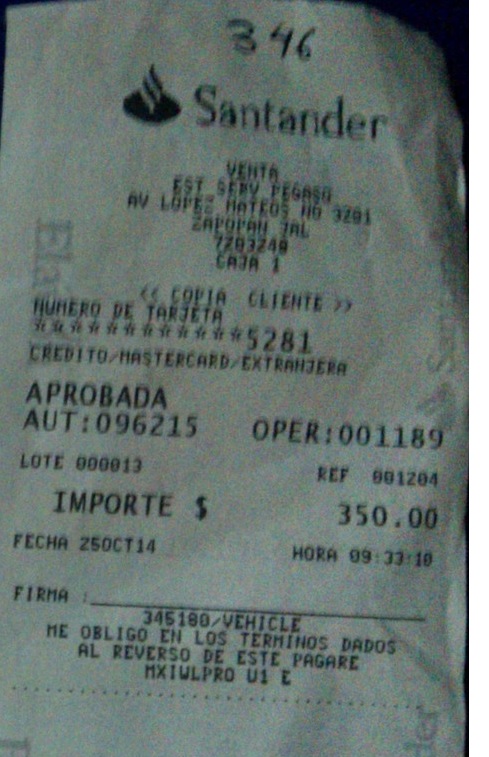 346
Santander
VENTA
EST SERV PEGASO
AV LOPEZ MATEOS NO 3201
ZAPOPAN JAL
7203240
CAJA 1
<< COPIA CLIENTE >>
NUMERO DE TARJETA
************5281
CREDITO/MASTERCARD/EXTRANJERA
APROBADA
AUT:096215 OPER:001189
LOTE 000013 REF 001204
IMPORTE $ 350.00
FECHA 25OCT14 HORA 09:33:10
FIRMA :
345180/VEHICLE
ME OBLIGO EN LOS TERMINOS DADOS
AL REVERSO DE ESTE PAGARE
MXIWLPRO U1 E